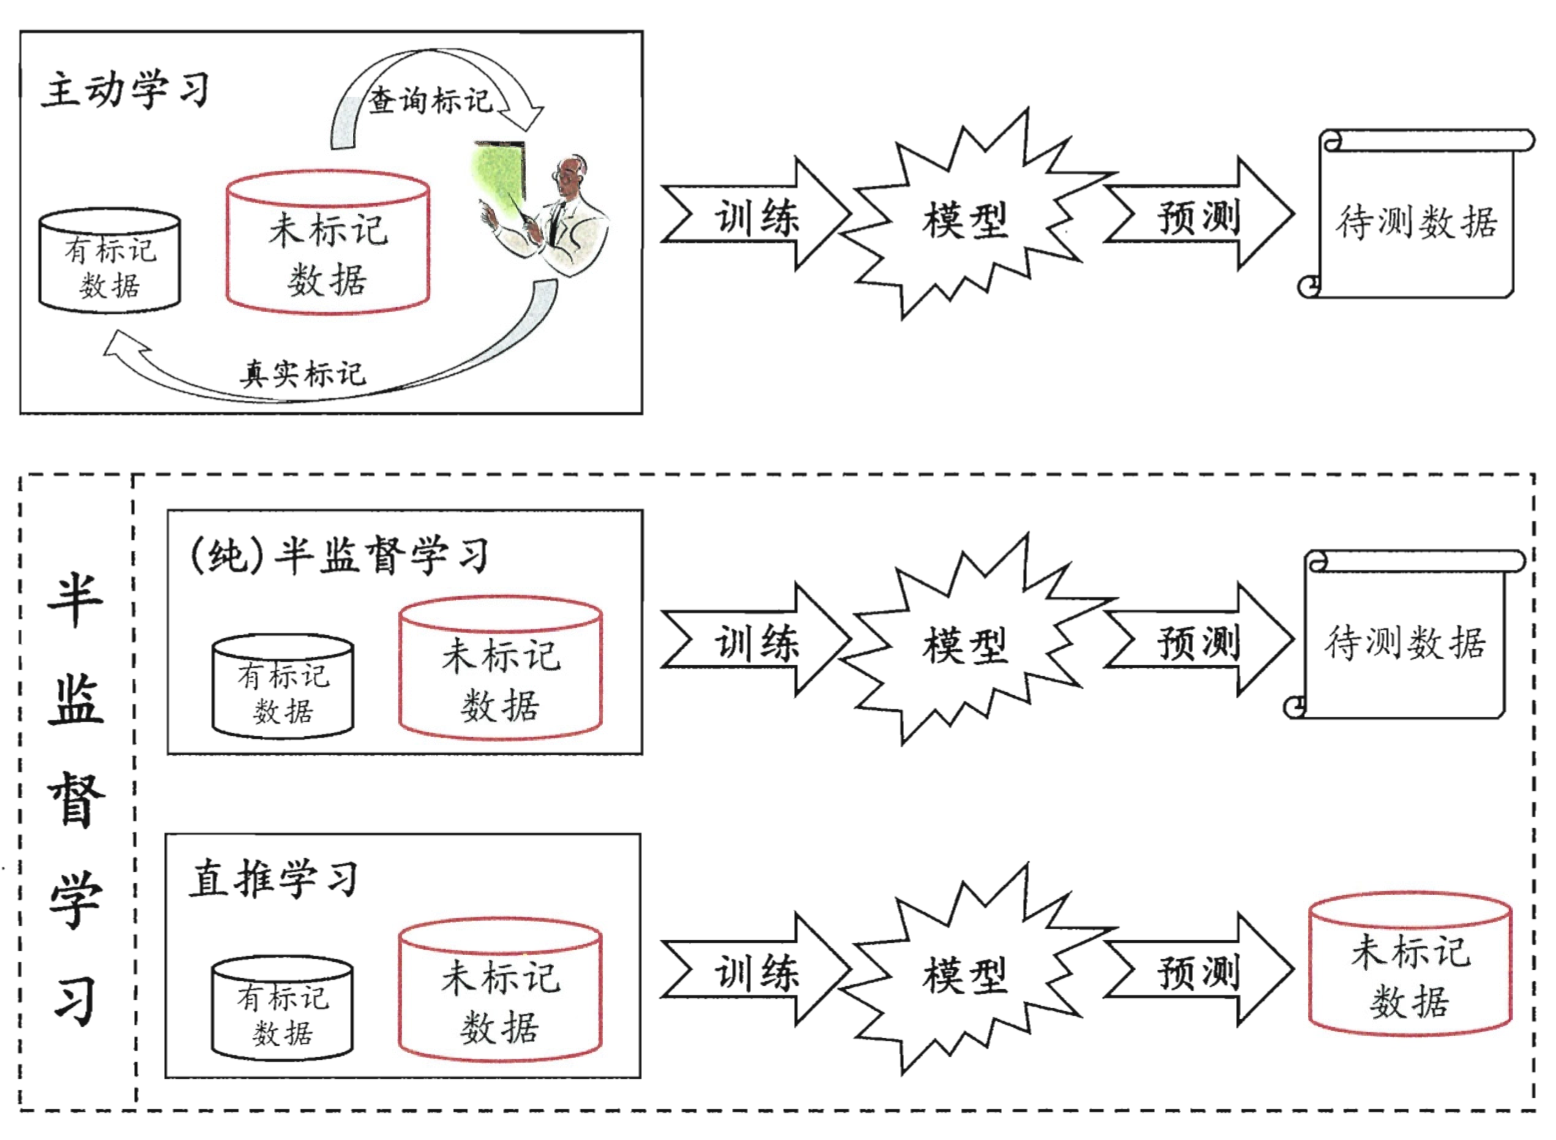 主动学习
查询标记
有标记
数据
未标记
数据
真实标记
训练
模型
预测
待测数据
半监督学习
(纯)半监督学习
有标记
数据
未标记
数据
训练
模型
预测
待测数据
直推学习
有标记
数据
未标记
数据
训练
模型
预测
未标记
数据